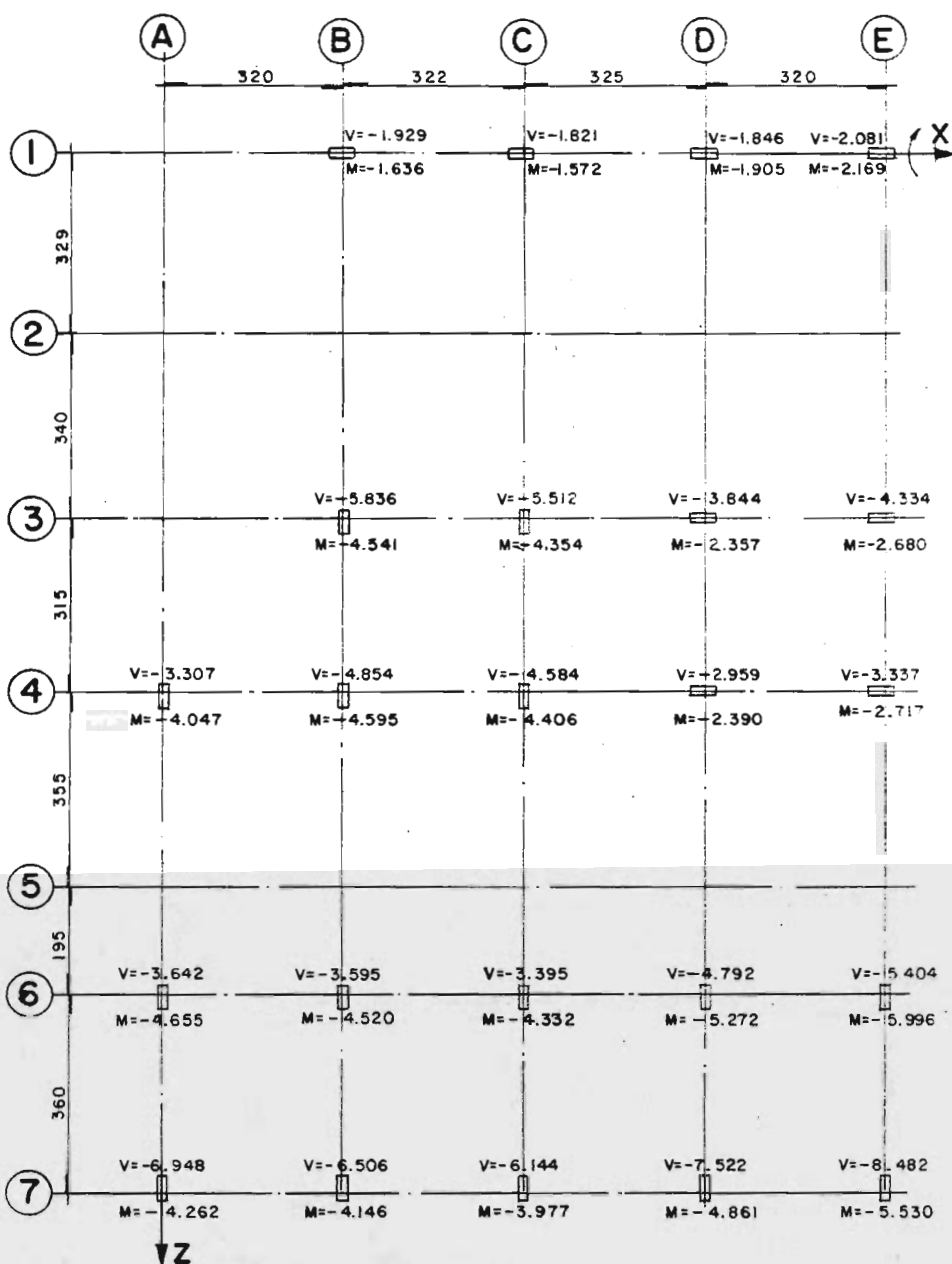 A B C D E
320 322 325 320
V=-1.929 V=-1.821 V=-1.846 V=-2.081 X
1
M=-1.636 M=-1.572 M=-1.905 M=-2.169
329
2
340
V=-5.836 V=-5.512 V=-3.844 V=-4.334
3
M=-4.541 M=-4.354 M=-2.357 M=-2.680
315
V=-3.307 V=-4.854 V=-4.584 V=-2.959 V=-3.337
4
M=-4.047 M=-4.595 M=-4.406 M=-2.390 M=-2.717
355
5
195
V=-3.642 V=-3.595 V=-3.395 V=-4.792 V=-5.404
6
M=-4.655 M=-4.520 M=-4.332 M=-5.272 M=-5.996
360
V=-6.948 V=-6.506 V=-6.144 V=-7.522 V=-8.482
7
M=-4.262 M=-4.146 M=-3.977 M=-4.861 M=-5.530
Z